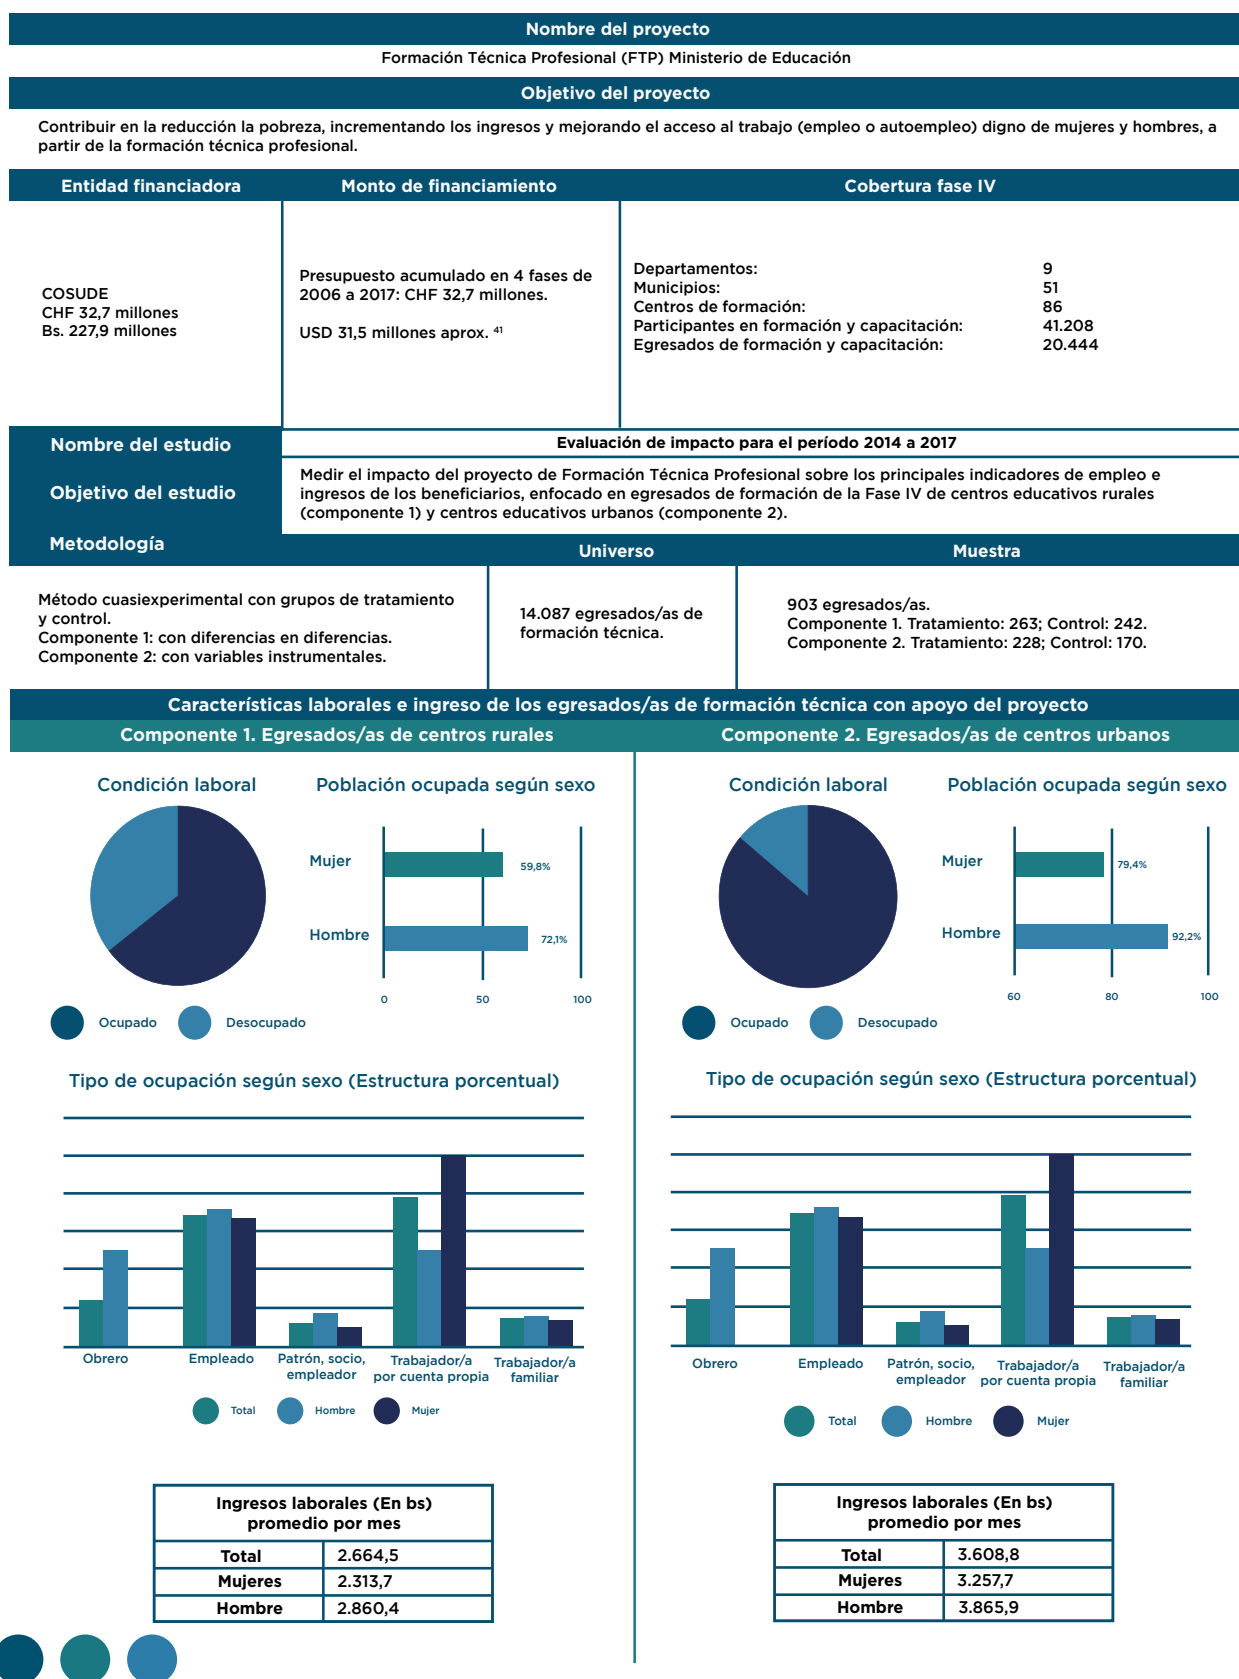 Nombre del proyecto
Formación Técnica Profesional (FTP) Ministerio de Educación
Objetivo del proyecto
Contribuir en la reducción la pobreza, incrementando los ingresos y mejorando el acceso al trabajo (empleo o autoempleo) digno de mujeres y hombres, a
partir de la formación técnica profesional.
Entidad financiadora
Monto de financiamiento
Cobertura fase IV
COSUDE
CHF 32,7 millones
Bs. 227,9 millones
Presupuesto acumulado en 4 fases de
2006 a 2017: CHF 32,7 millones.
USD 31,5 millones aprox. 41
Departamentos: 9
Municipios: 51
Centros de formación: 86
Participantes en formación y capacitación: 41.208
Egresados de formación y capacitación: 20.444
Nombre del estudio
Evaluación de impacto para el período 2014 a 2017
Objetivo del estudio
Medir el impacto del proyecto de Formación Técnica Profesional sobre los principales indicadores de empleo e
ingresos de los beneficiarios, enfocado en egresados de formación de la Fase IV de centros educativos rurales
(componente 1) y centros educativos urbanos (componente 2).
Metodología
Universo
Muestra
Método cuasiexperimental con grupos de tratamiento
y control.
Componente 1: con diferencias en diferencias.
Componente 2: con variables instrumentales.
14.087 egresados/as de
formación técnica.
903 egresados/as.
Componente 1. Tratamiento: 263; Control: 242.
Componente 2. Tratamiento: 228; Control: 170.
Características laborales e ingreso de los egresados/as de formación técnica con apoyo del proyecto
Componente 1. Egresados/as de centros rurales
Condición laboral
Población ocupada según sexo
Mujer
59,8%
Hombre
72,1%
0 50 100
Ocupado Desocupado
Tipo de ocupación según sexo (Estructura porcentual)
Obrero
Empleado
Patrón, socio,
empleador
Trabajador/a
por cuenta propia
Trabajador/a
familiar
Total Hombre Mujer
Ingresos laborales (En bs)
promedio por mes
Total 2.664,5
Mujeres 2.313,7
Hombre 2.860,4
Componente 2. Egresados/as de centros urbanos
Condición laboral
Población ocupada según sexo
Mujer
79,4%
Hombre
92,2%
60 80 100
Ocupado Desocupado
Tipo de ocupación según sexo (Estructura porcentual)
Obrero
Empleado
Patrón, socio,
empleador
Trabajador/a
por cuenta propia
Trabajador/a
familiar
Total Hombre Mujer
Ingresos laborales (En bs)
promedio por mes
Total 3.608,8
Mujeres 3.257,7
Hombre 3.865,9